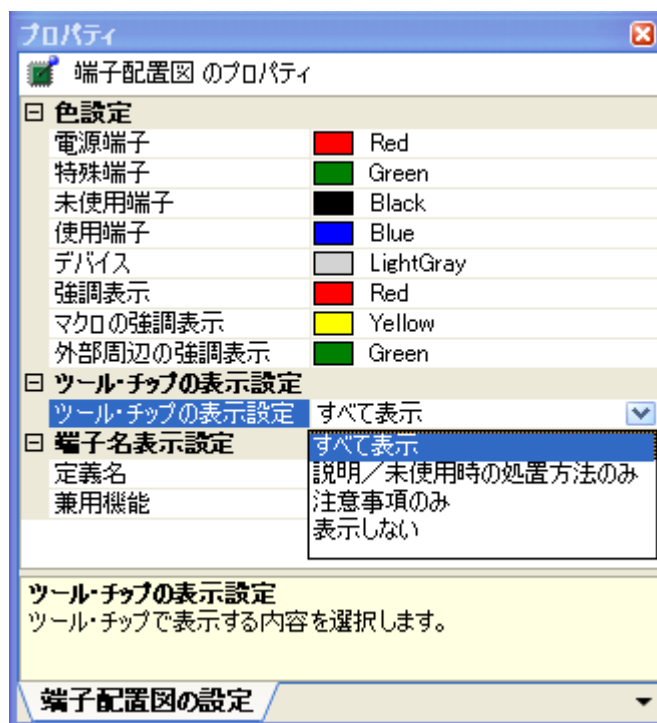 プロパティ
端子配置図 のプロパティ
色設定
電源端子 Red
特殊端子 Green
未使用端子 Black
使用端子 Blue
デバイス LightGray
強調表示 Red
マクロの強調表示 Yellow
外部周辺の強調表示 Green
ツール・チップの表示設定
ツール・チップの表示設定 すべて表示
端子名表示設定
定義名
兼用機能
すべて表示
説明／未使用時の処置方法のみ
注意事項のみ
表示しない
ツール・チップの表示設定
ツール・チップで表示する内容を選択します。
端子配置図の設定